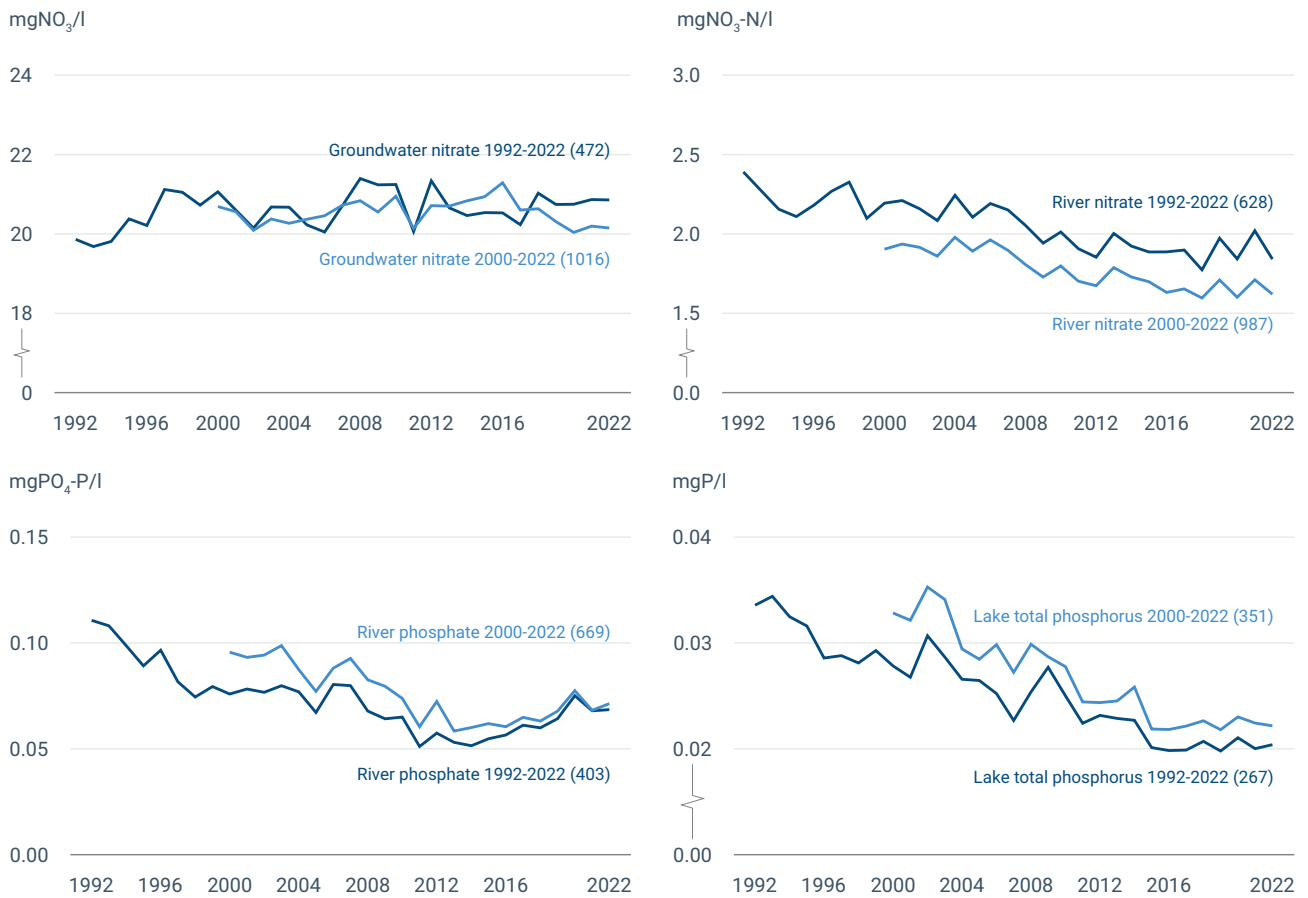 mgNO₃/l
24
22
20
18
0
Groundwater nitrate 1992-2022 (472)
Groundwater nitrate 2000-2022 (1016)
1992 1996 2000 2004 2008 2012 2016 2022
mgNO₃-N/l
3.0
2.5
2.0
1.5
0.0
River nitrate 1992-2022 (628)
River nitrate 2000-2022 (987)
1992 1996 2000 2004 2008 2012 2016 2022
mgPO₄-P/l
0.15
0.10
0.05
0.00
River phosphate 2000-2022 (669)
River phosphate 1992-2022 (403)
1992 1996 2000 2004 2008 2012 2016 2022
mgP/l
0.04
0.03
0.02
0.00
Lake total phosphorus 2000-2022 (351)
Lake total phosphorus 1992-2022 (267)
1992 1996 2000 2004 2008 2012 2016 2022